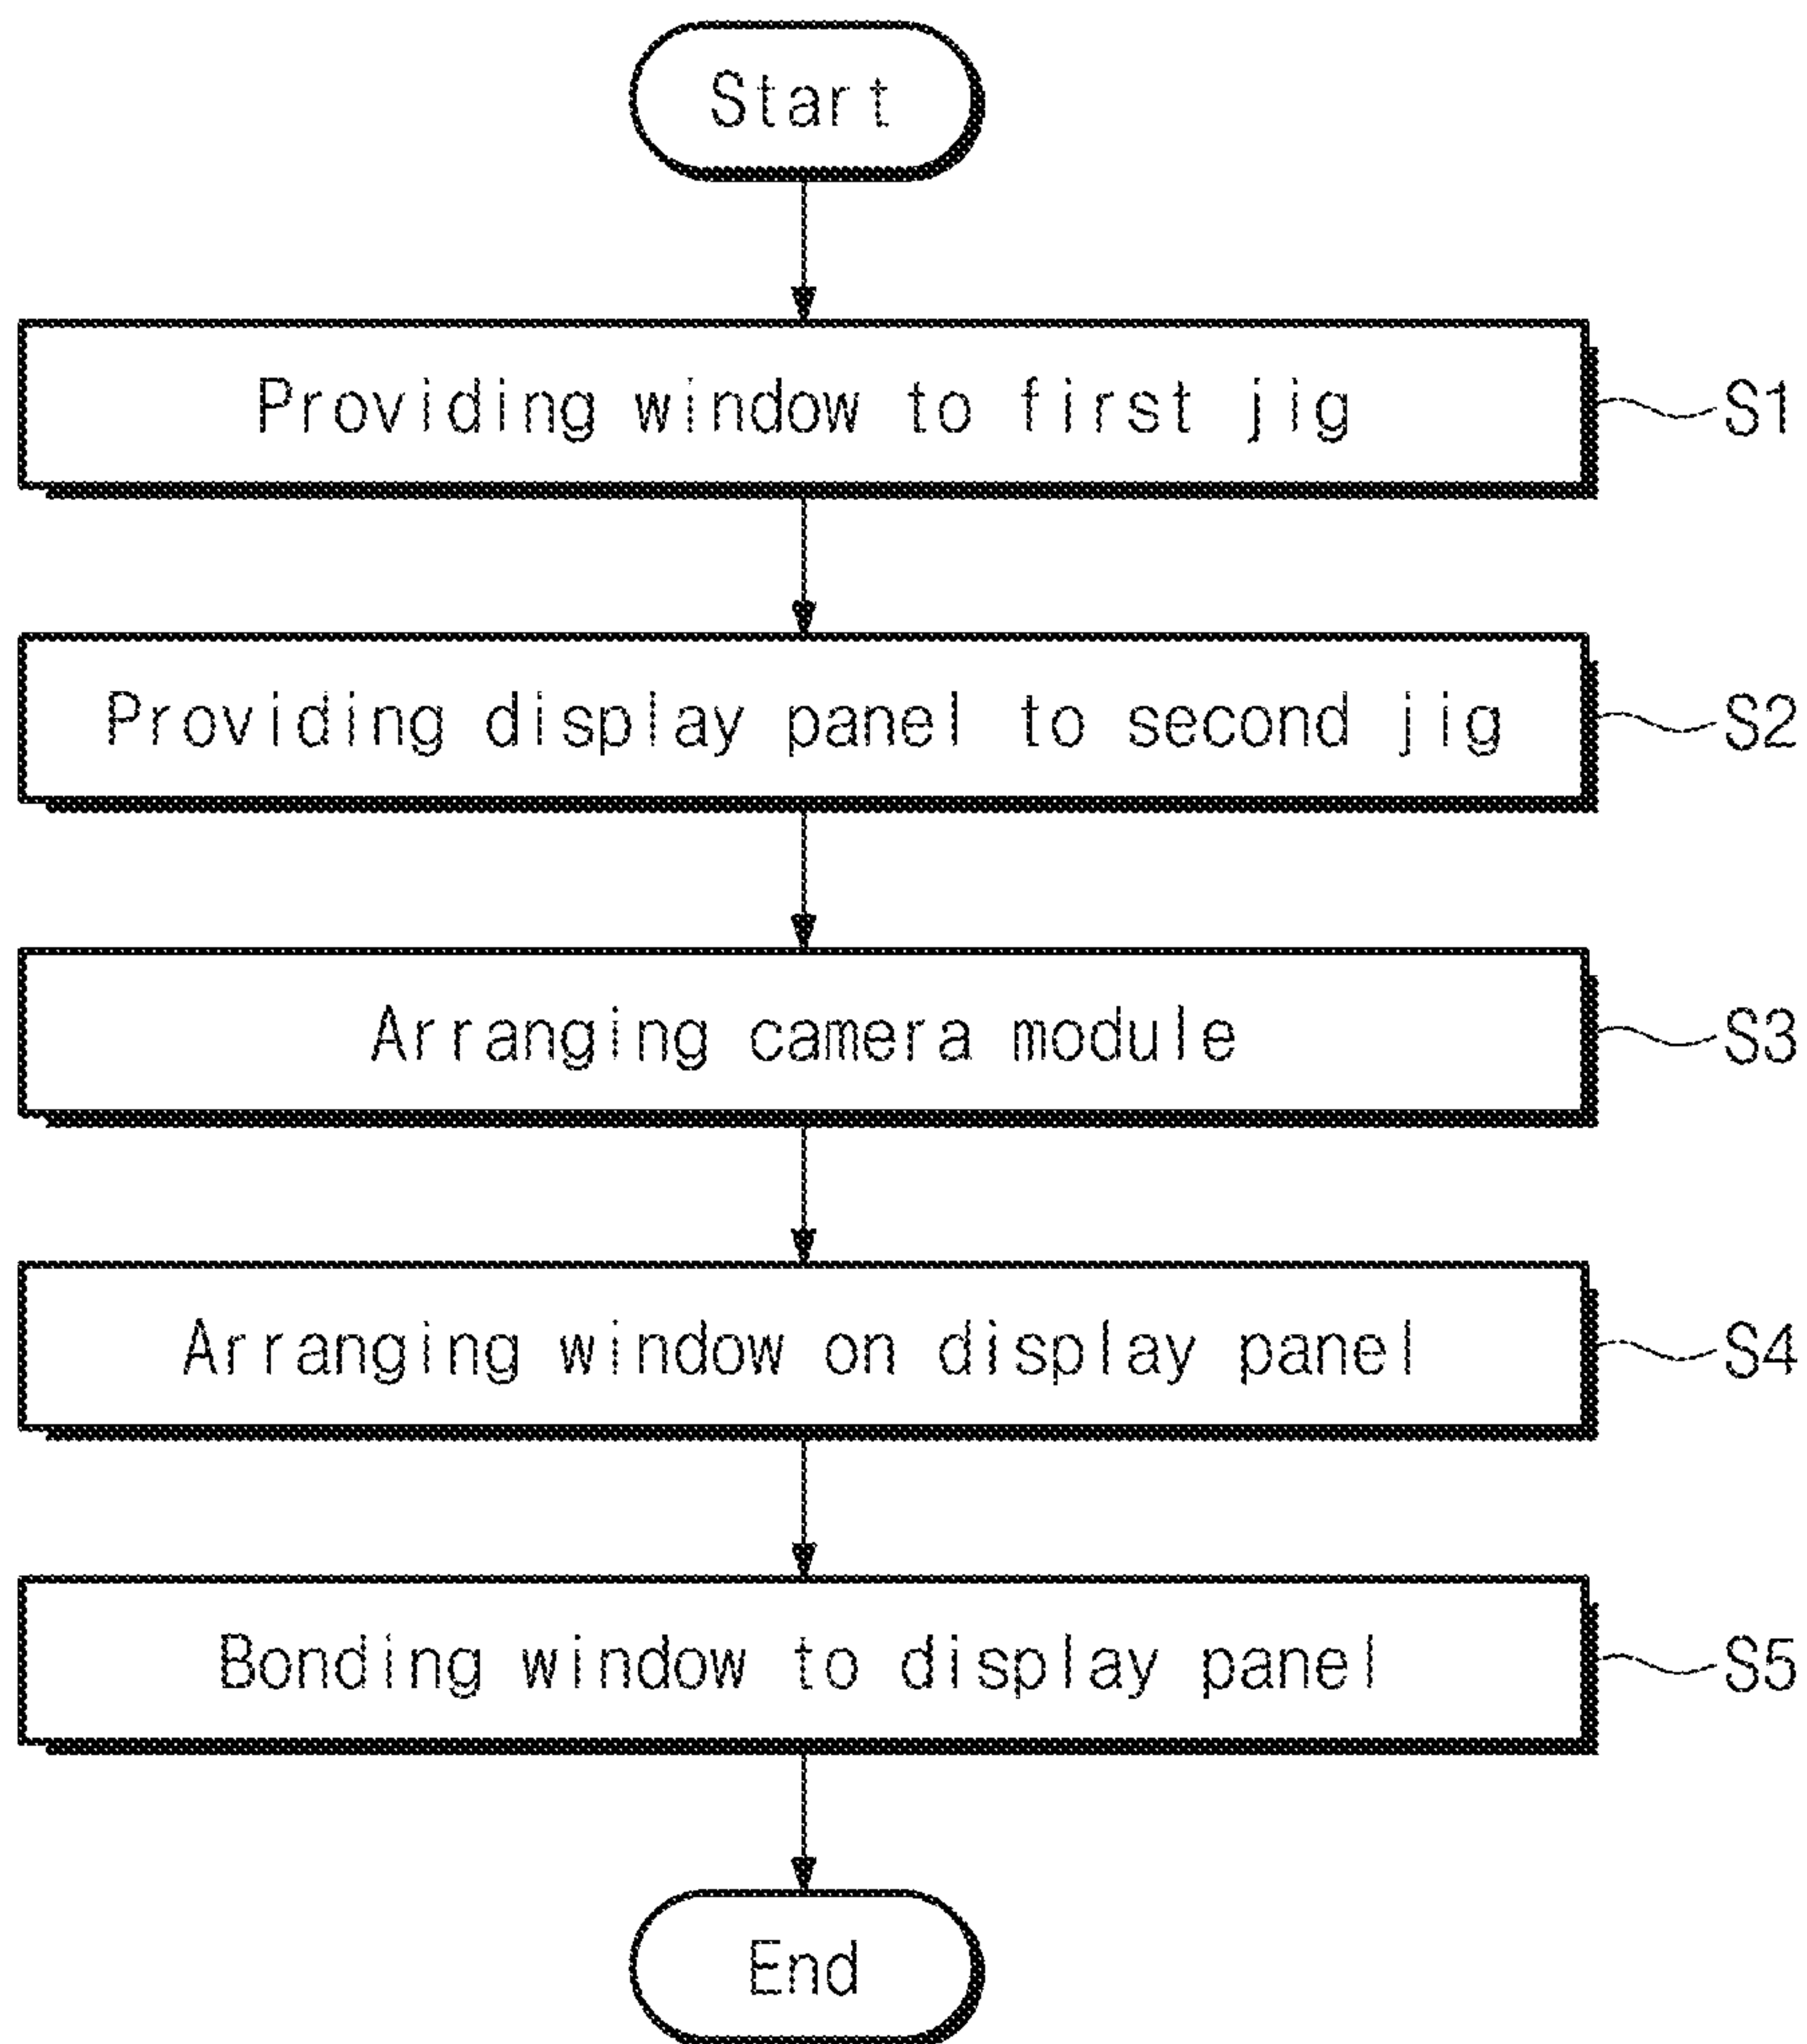 Start
Providing window to first jig
S1
Providing display panel to second jig
S2
Arranging camera module
S3
Arranging window on display panel
S4
Bonding window to display panel
S5
End